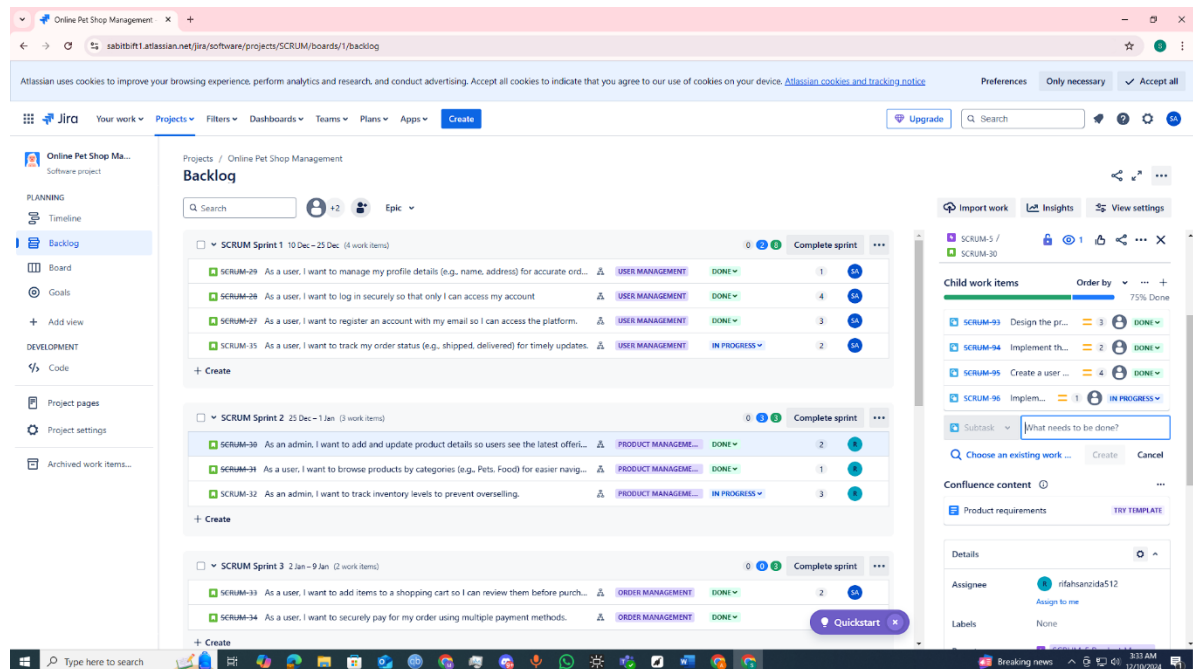 Online Pet Shop Management
sabitbift1.atlassian.net/jira/software/projects/SCRUM/boards/1/backlog
S
Atlassian uses cookies to improve your browsing experience, perform analytics and research, and conduct advertising. Accept all cookies to indicate that you agree to our use of cookies on your device. Atlassian cookies and tracking notice
Preferences
Only necessary
Accept all
Jira
Your work
Projects
Filters
Dashboards
Teams
Plans
Apps
Create
Upgrade
Search
SA
Online Pet Shop Ma...
Software project
PLANNING
Timeline
Backlog
Board
Goals
Add view
DEVELOPMENT
Code
Project pages
Project settings
Archived work items...
Projects / Online Pet Shop Management
Backlog
Search
+2
Epic
Import work
Insights
View settings
SCRUM Sprint 1 10 Dec – 25 Dec (4 work items) 0 2 8 Complete sprint
SCRUM-29 As a user, I want to manage my profile details (e.g., name, address) for accurate ord... USER MANAGEMENT DONE 1 SA
SCRUM-28 As a user, I want to log in securely so that only I can access my account USER MANAGEMENT DONE 4 SA
SCRUM-27 As a user, I want to register an account with my email so I can access the platform. USER MANAGEMENT DONE 3 SA
SCRUM-35 As a user, I want to track my order status (e.g., shipped, delivered) for timely updates. USER MANAGEMENT IN PROGRESS 2 SA
+ Create
SCRUM Sprint 2 25 Dec – 1 Jan (3 work items) 0 3 3 Complete sprint
SCRUM-30 As an admin, I want to add and update product details so users see the latest offeri... PRODUCT MANAGEME... DONE 2 R
SCRUM-31 As a user, I want to browse products by categories (e.g., Pets. Food) for easier navig... PRODUCT MANAGEME... DONE 1 R
SCRUM-32 As an admin, I want to track inventory levels to prevent overselling. PRODUCT MANAGEME... IN PROGRESS 3 R
+ Create
SCRUM Sprint 3 2 Jan – 9 Jan (2 work items) 0 0 3 Complete sprint
SCRUM-33 As a user, I want to add items to a shopping cart so I can review them before purch... ORDER MANAGEMENT DONE 2 SA
SCRUM-34 As a user, I want to securely pay for my order using multiple payment methods. ORDER MANAGEMENT DONE
+ Create
Quickstart
SCRUM-5 /
SCRUM-30
1
Child work items
Order by
75% Done
SCRUM-93 Design the pr... 3 DONE
SCRUM-94 Implement th... 2 DONE
SCRUM-95 Create a user ... 4 DONE
SCRUM-96 Implem... 1 IN PROGRESS
Subtask
What needs to be done?
Choose an existing work ...
Create
Cancel
Confluence content
Product requirements
TRY TEMPLATE
Details
Assignee
R
rifahsanzida512
Assign to me
Labels
None
Type here to search
Breaking news
3:33 AM